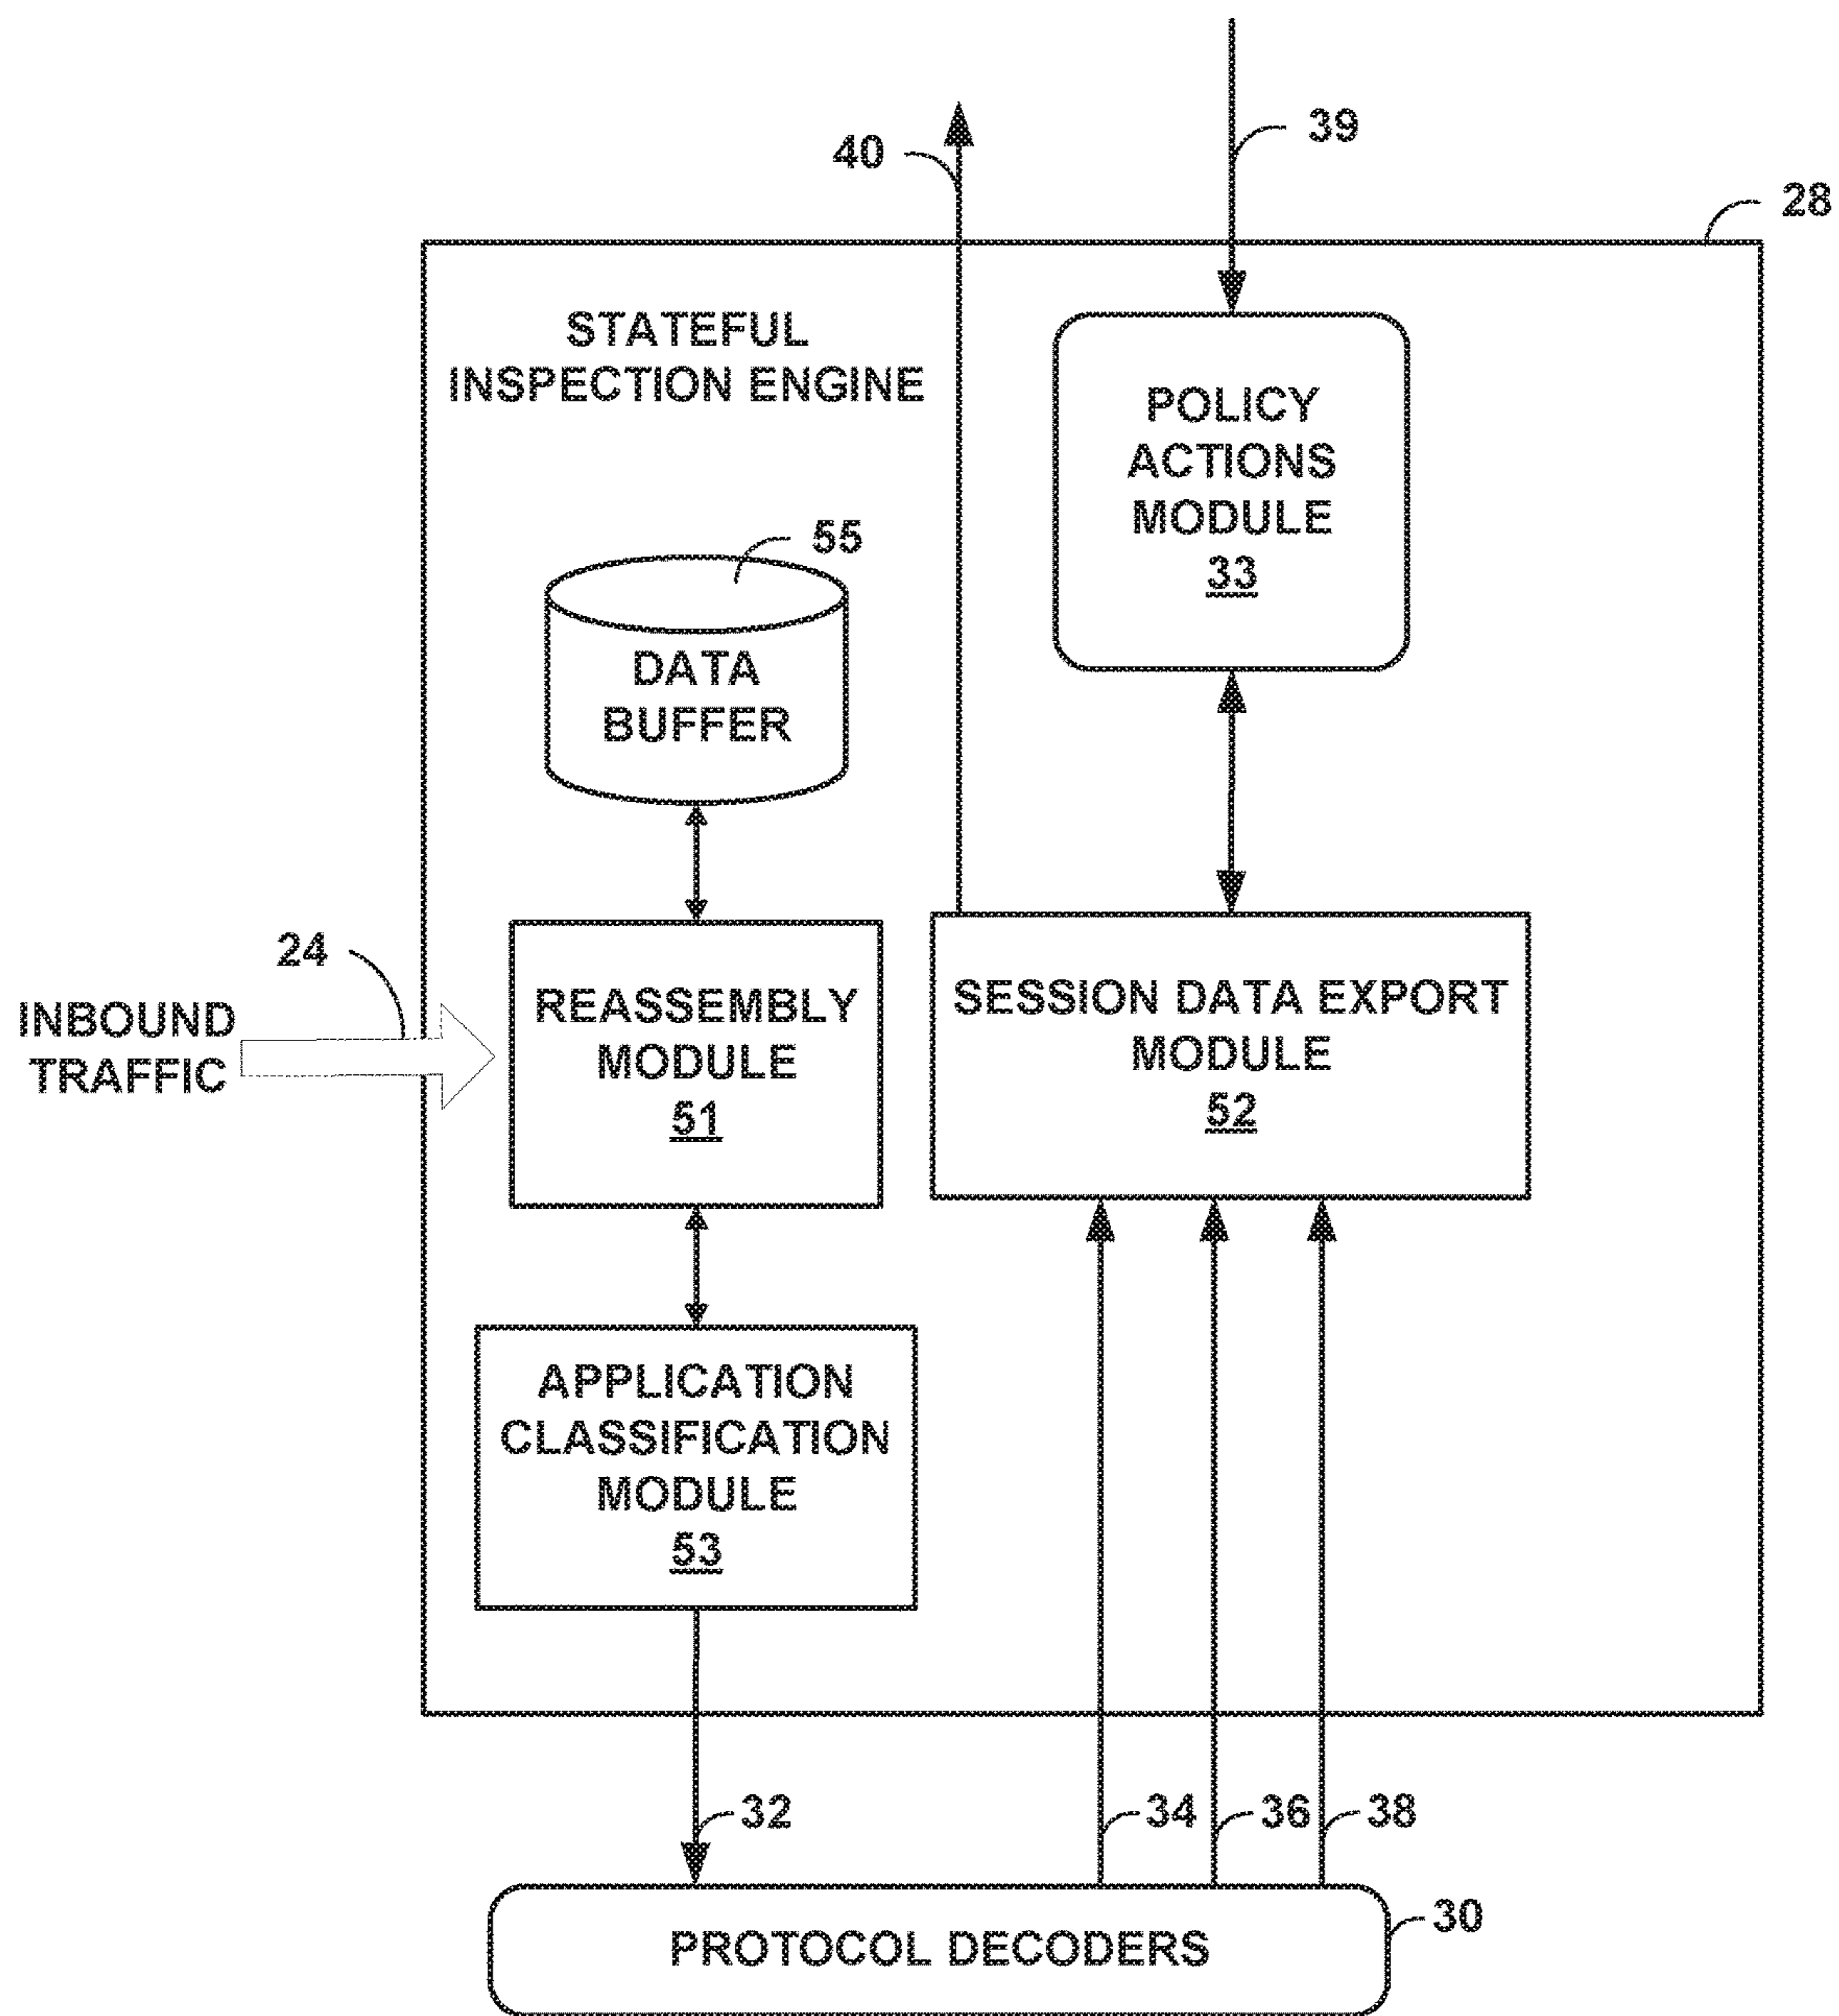 39
40
28
STATEFUL
INSPECTION ENGINE
POLICY
ACTIONS
MODULE
33
55
DATA
BUFFER
24
INBOUND
TRAFFIC
REASSEMBLY
MODULE
51
SESSION DATA EXPORT
MODULE
52
APPLICATION
CLASSIFICATION
MODULE
53
32
34
36
38
PROTOCOL DECODERS
30